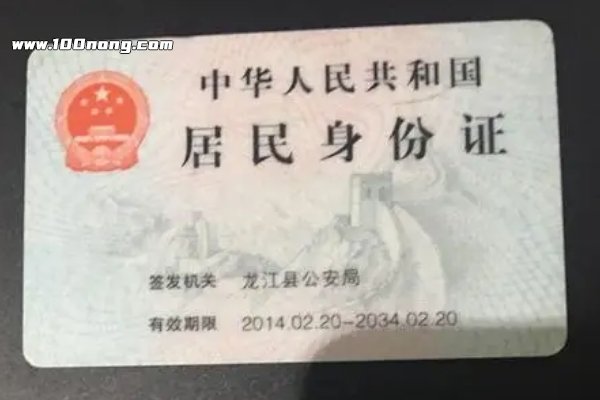 www.100nong.com
中华人民共和国
居民身份证
签发机关 龙江县公安局
有效期限 2014.02.20-2034.02.20